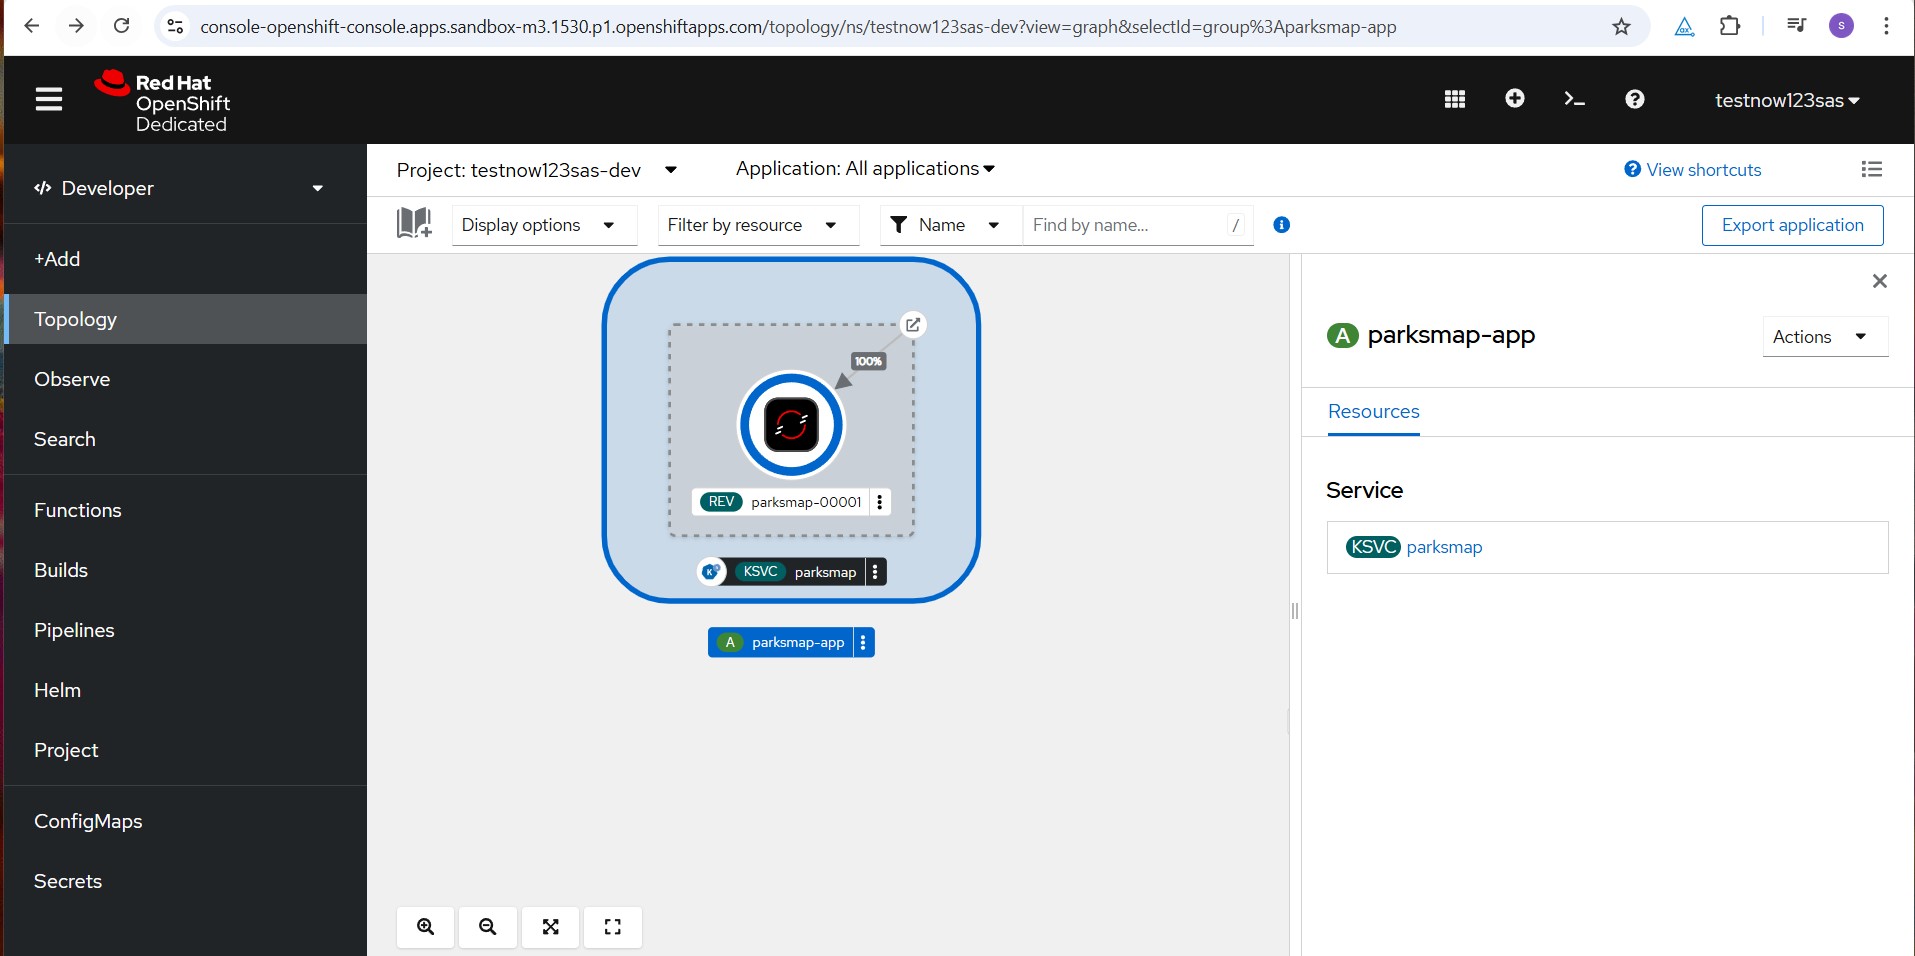 console-openshift-console.apps.sandbox-m3.1530.p1.openshiftapps.com/topology/ns/testnow123sas-dev?view=graph&selectId=group%3Aparksmap-app
s
Red Hat
OpenShift
Dedicated
testnow123sas
Developer
+Add
Topology
Observe
Search
Functions
Builds
Pipelines
Helm
Project
ConfigMaps
Secrets
Project: testnow123sas-dev
Application: All applications
View shortcuts
Display options
Filter by resource
Name
Find by name...
/
Export application
100%
REV parksmap-00001
K KSVC parksmap
A parksmap-app
A parksmap-app
Actions
Resources
Service
KSVC parksmap